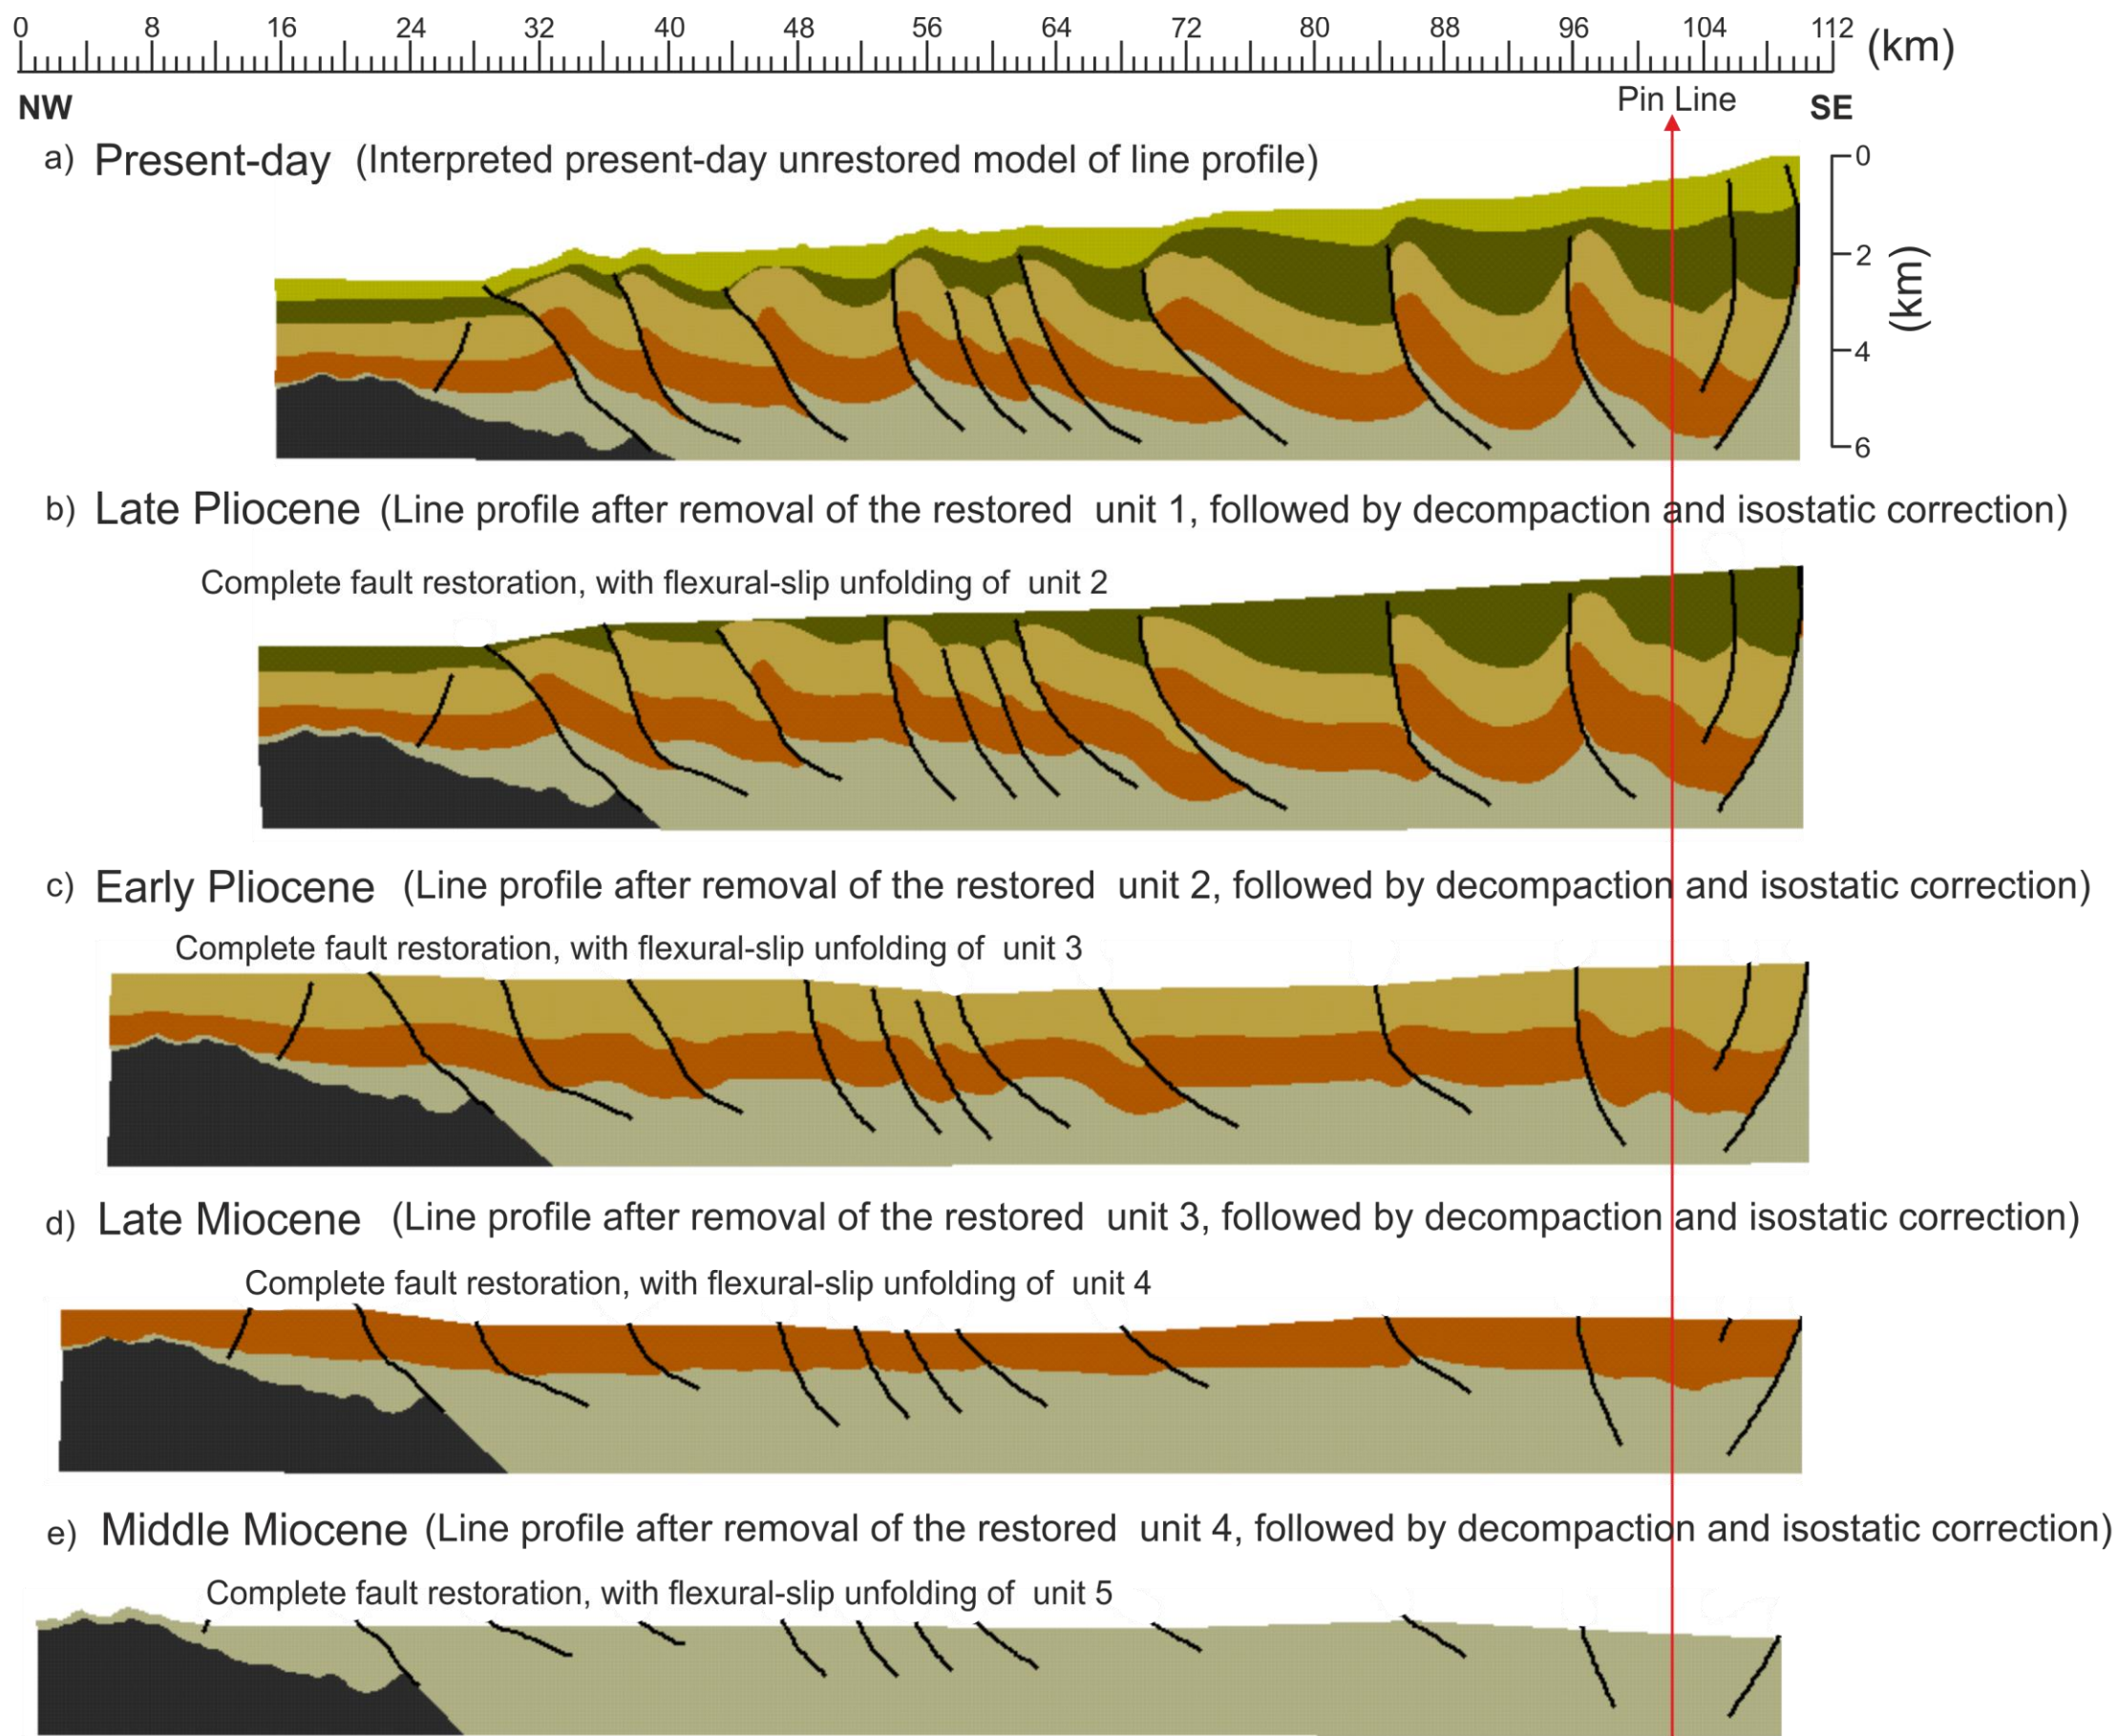 0 8 16 24 32 40 48 56 64 72 80 88 96 104 112 (km)
NW Pin Line SE
a) Present-day (Interpreted present-day unrestored model of line profile)
0
2
4
6
(km)
b) Late Pliocene (Line profile after removal of the restored unit 1, followed by decompaction and isostatic correction)
Complete fault restoration, with flexural-slip unfolding of unit 2
c) Early Pliocene (Line profile after removal of the restored unit 2, followed by decompaction and isostatic correction)
Complete fault restoration, with flexural-slip unfolding of unit 3
d) Late Miocene (Line profile after removal of the restored unit 3, followed by decompaction and isostatic correction)
Complete fault restoration, with flexural-slip unfolding of unit 4
e) Middle Miocene (Line profile after removal of the restored unit 4, followed by decompaction and isostatic correction)
Complete fault restoration, with flexural-slip unfolding of unit 5